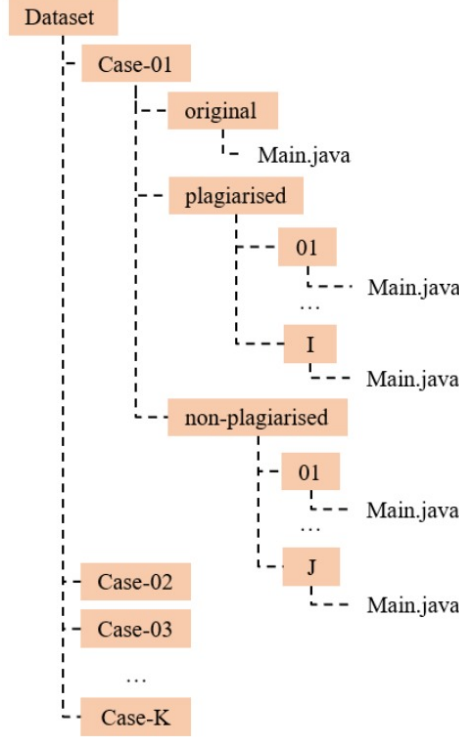 Dataset
Case-01
original
Main.java
plagiarised
01
Main.java
...
I
Main.java
non-plagiarised
01
Main.java
...
J
Main.java
Case-02
Case-03
...
Case-K